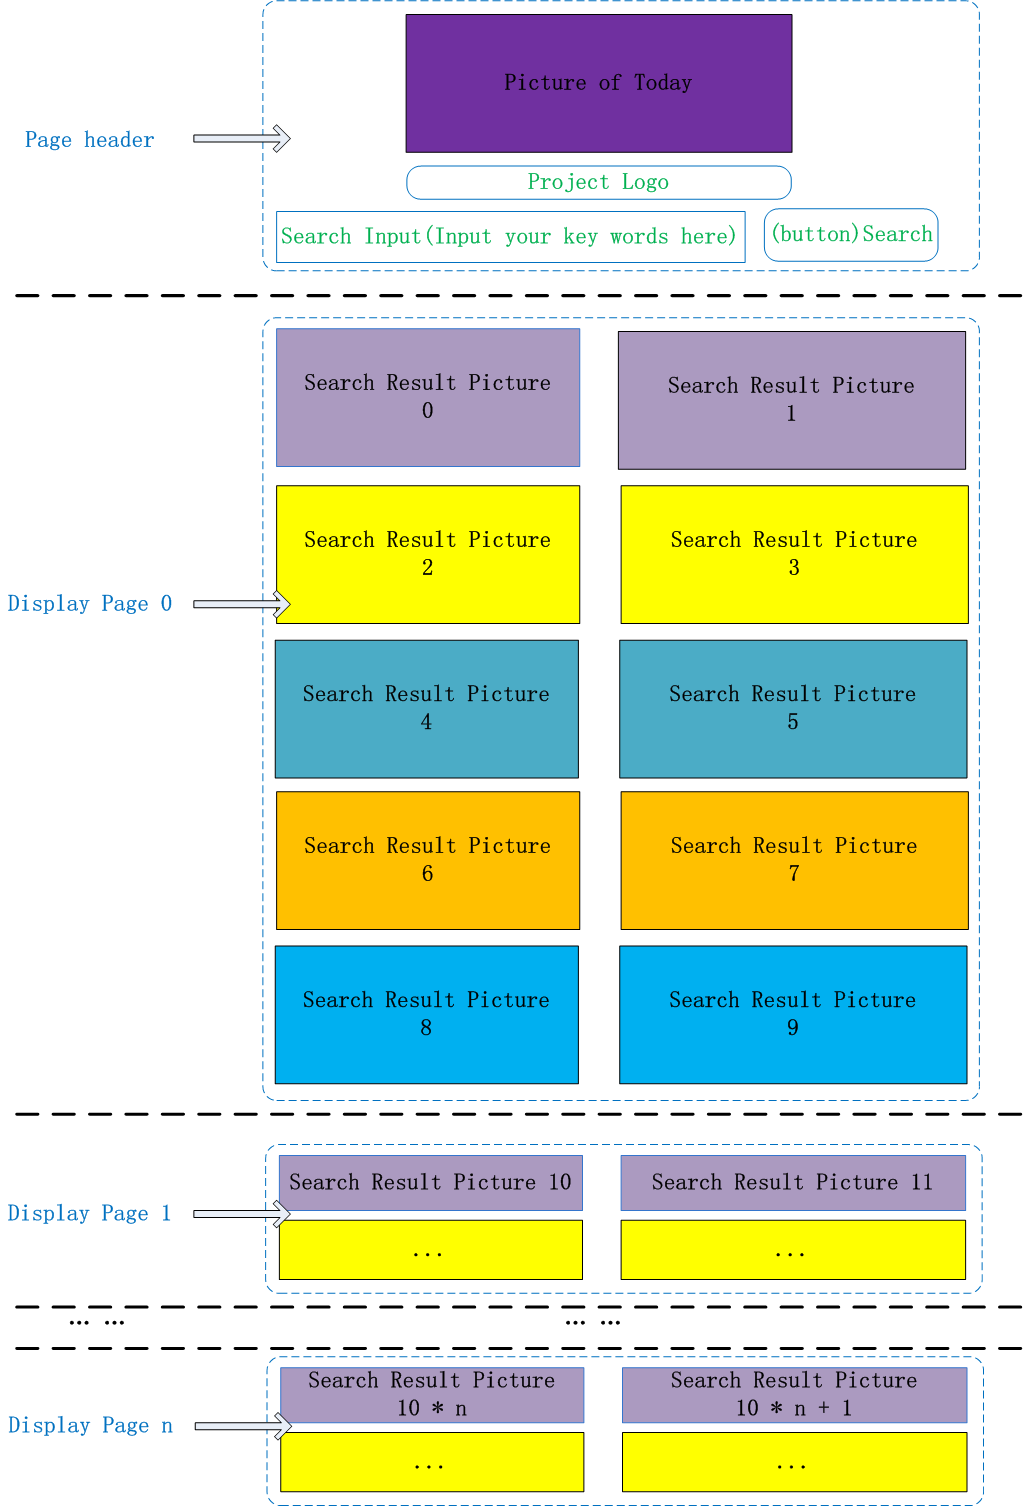 Picture of Today
Page header
Project Logo
Search Input(Input your key words here)
(button)Search
Search Result Picture
0
Search Result Picture
1
Search Result Picture
2
Search Result Picture
3
Display Page 0
Search Result Picture
4
Search Result Picture
5
Search Result Picture
6
Search Result Picture
7
Search Result Picture
8
Search Result Picture
9
Search Result Picture 10
Search Result Picture 11
Display Page 1
...
...
... ...
... ...
Search Result Picture
10 * n
Search Result Picture
10 * n + 1
Display Page n
...
...